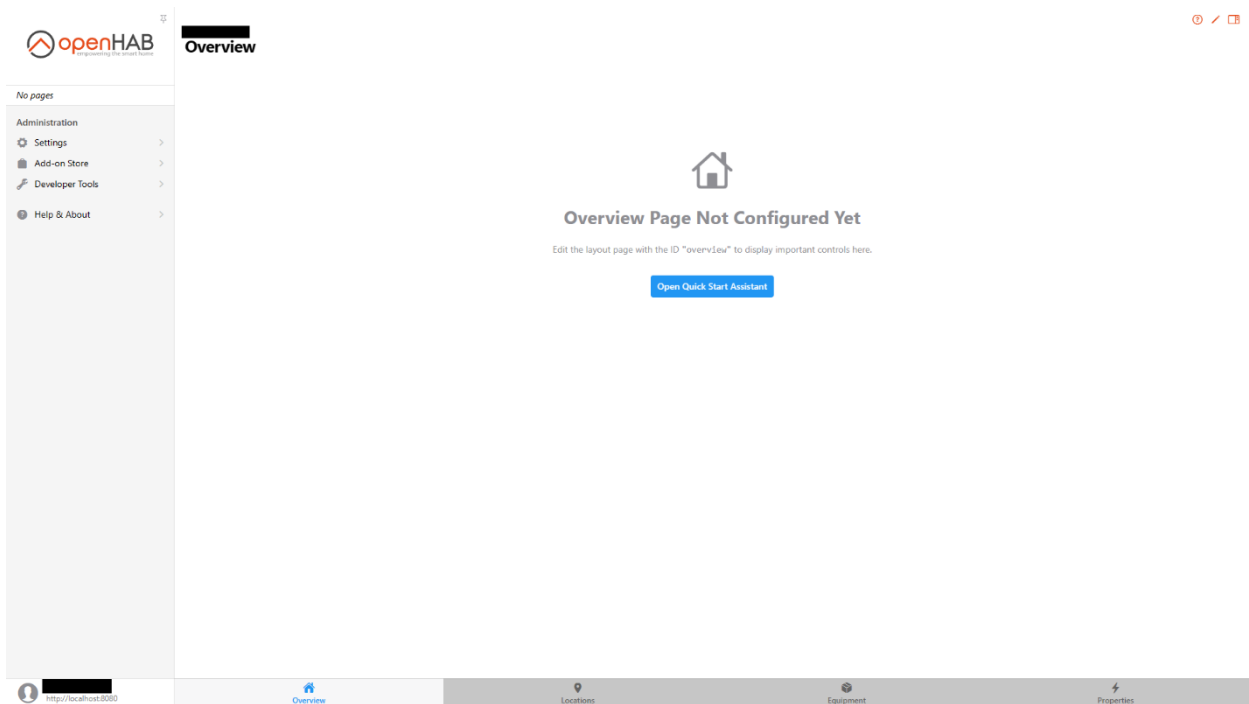 openHAB
empowering the smart home
No pages
Administration
Settings
Add-on Store
Developer Tools
Help & About
http://localhost:8080
Overview
Overview Page Not Configured Yet
Edit the layout page with the ID "overview" to display important controls here.
Open Quick Start Assistant
Overview
Locations
Equipment
Properties